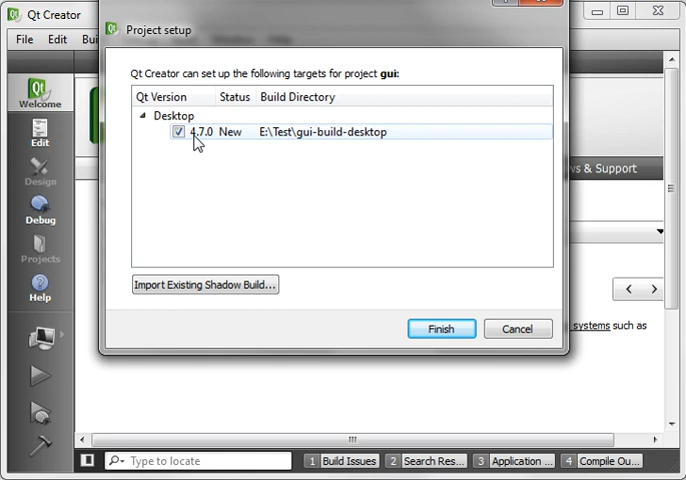 Qt Creator
File Edit Bui
Project setup
Qt Creator can set up the following targets for project gui:
Qt Version Status Build Directory
Desktop
4.7.0 New E:\Test\gui-build-desktop
Import Existing Shadow Build...
Finish Cancel
Qt
Welcome
Edit
Design
Debug
Projects
Help
ws & Support
systems such as
Type to locate
1 Build Issues 2 Search Res... 3 Application ... 4 Compile Ou...